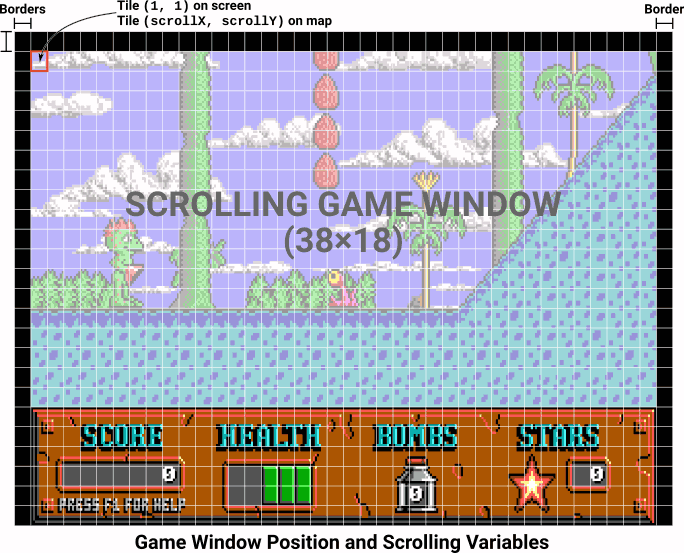 Borders
Tile (1, 1) on screen
Tile (scrollX, scrollY) on map
Border
SCROLLING GAME WINDOW
(38×18)
SCORE HEALTH BOMBS STARS
0 0 0
PRESS F1 FOR HELP
Game Window Position and Scrolling Variables